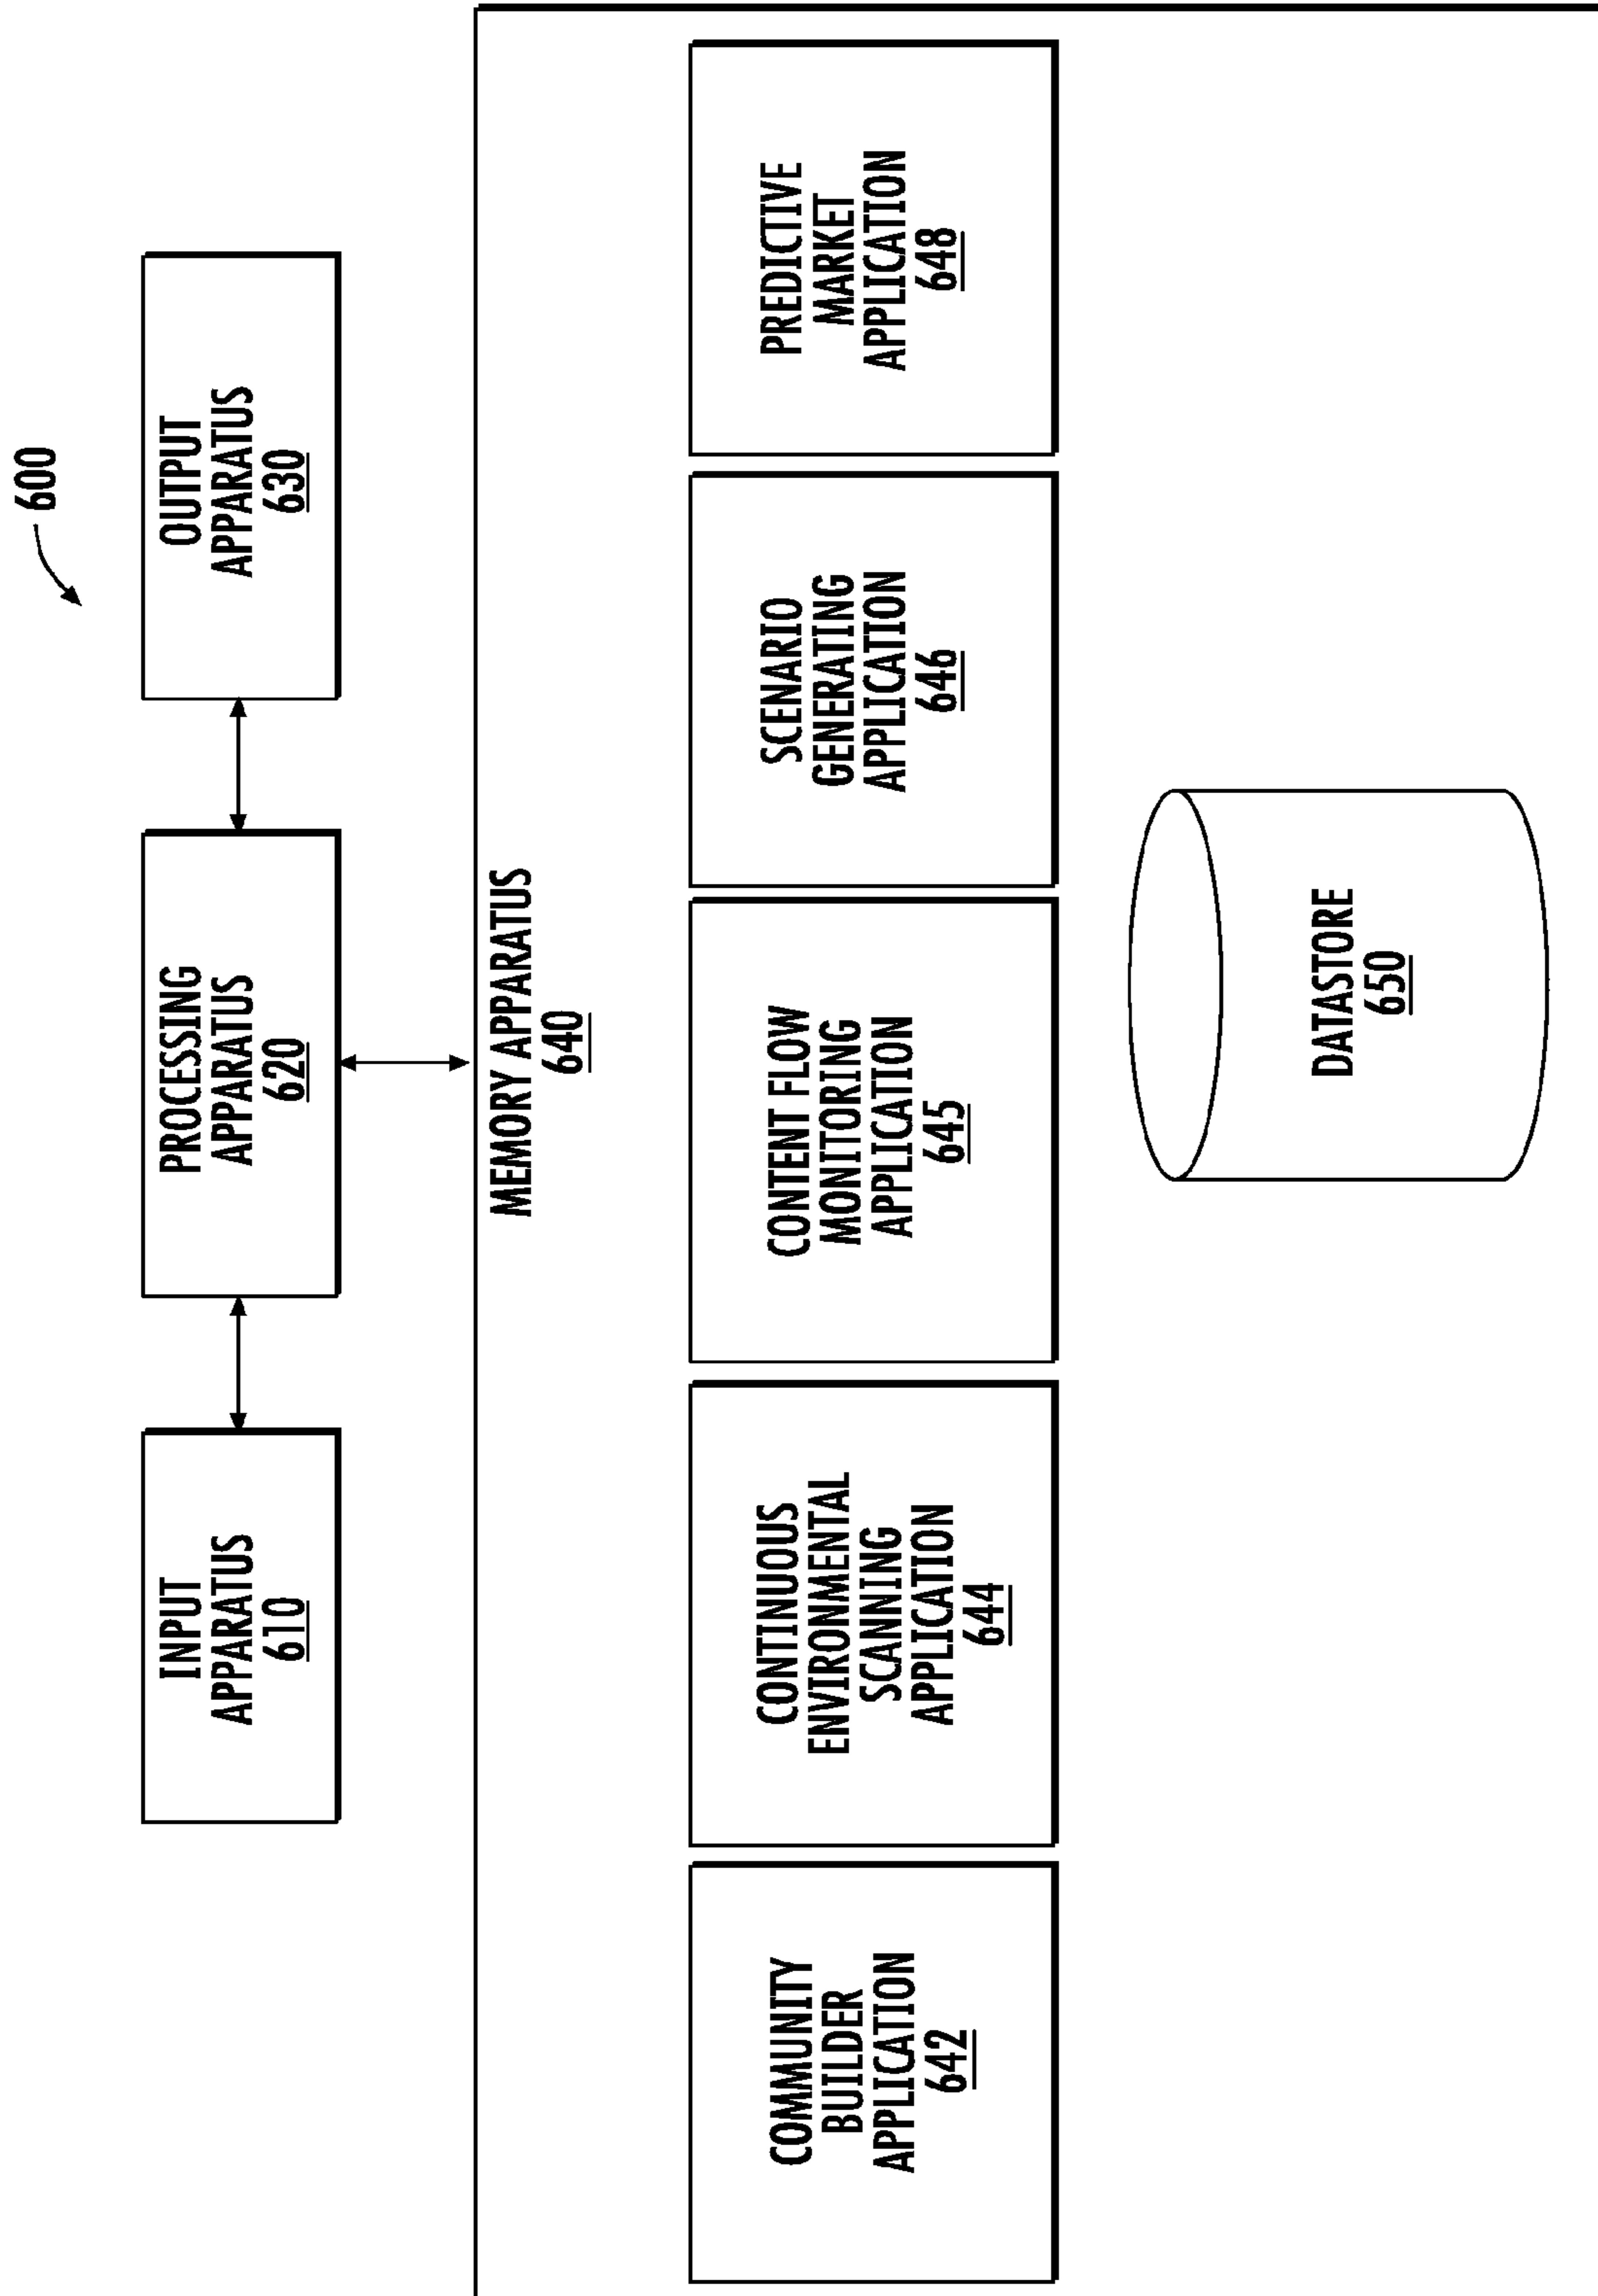 600
INPUT
APPARATUS
610
PROCESSING
APPARATUS
620
OUTPUT
APPARATUS
630
MEMORY APPARATUS
640
COMMUNITY
BUILDER
APPLICATION
642
CONTINUOUS
ENVIRONMENTAL
SCANNING
APPLICATION
644
CONTENT FLOW
MONITORING
APPLICATION
645
SCENARIO
GENERATING
APPLICATION
646
PREDICTIVE
MARKET
APPLICATION
648
DATASTORE
650